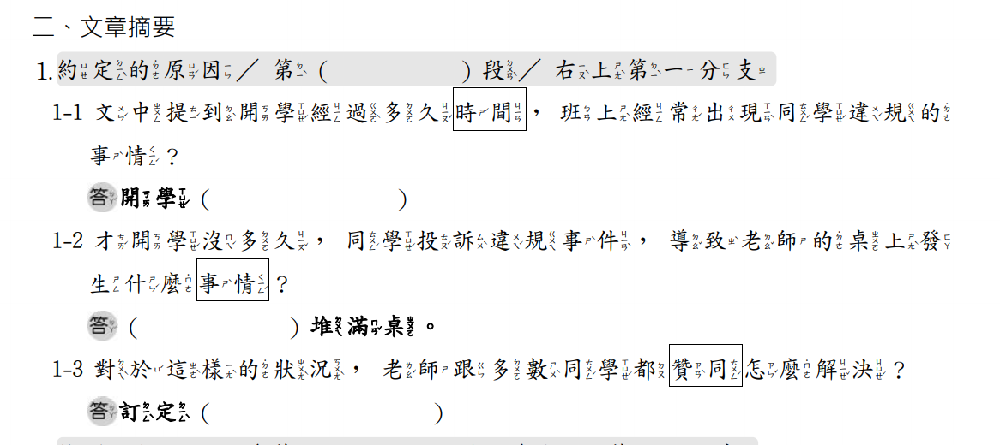 二、文章摘要
1.約定的原因／ 第（ ）段／ 右上第一分支
1-1 文中提到開學經過多久時間， 班上經常出現同學違規的
事情？
答 開學（ ）
1-2 才開學沒多久， 同學投訴違規事件， 導致老師的桌上發
生什麼事情？
答 （ ）堆滿桌。
1-3 對於這樣的狀況， 老師跟多數同學都贊同怎麼解決？
答 訂定（ ）